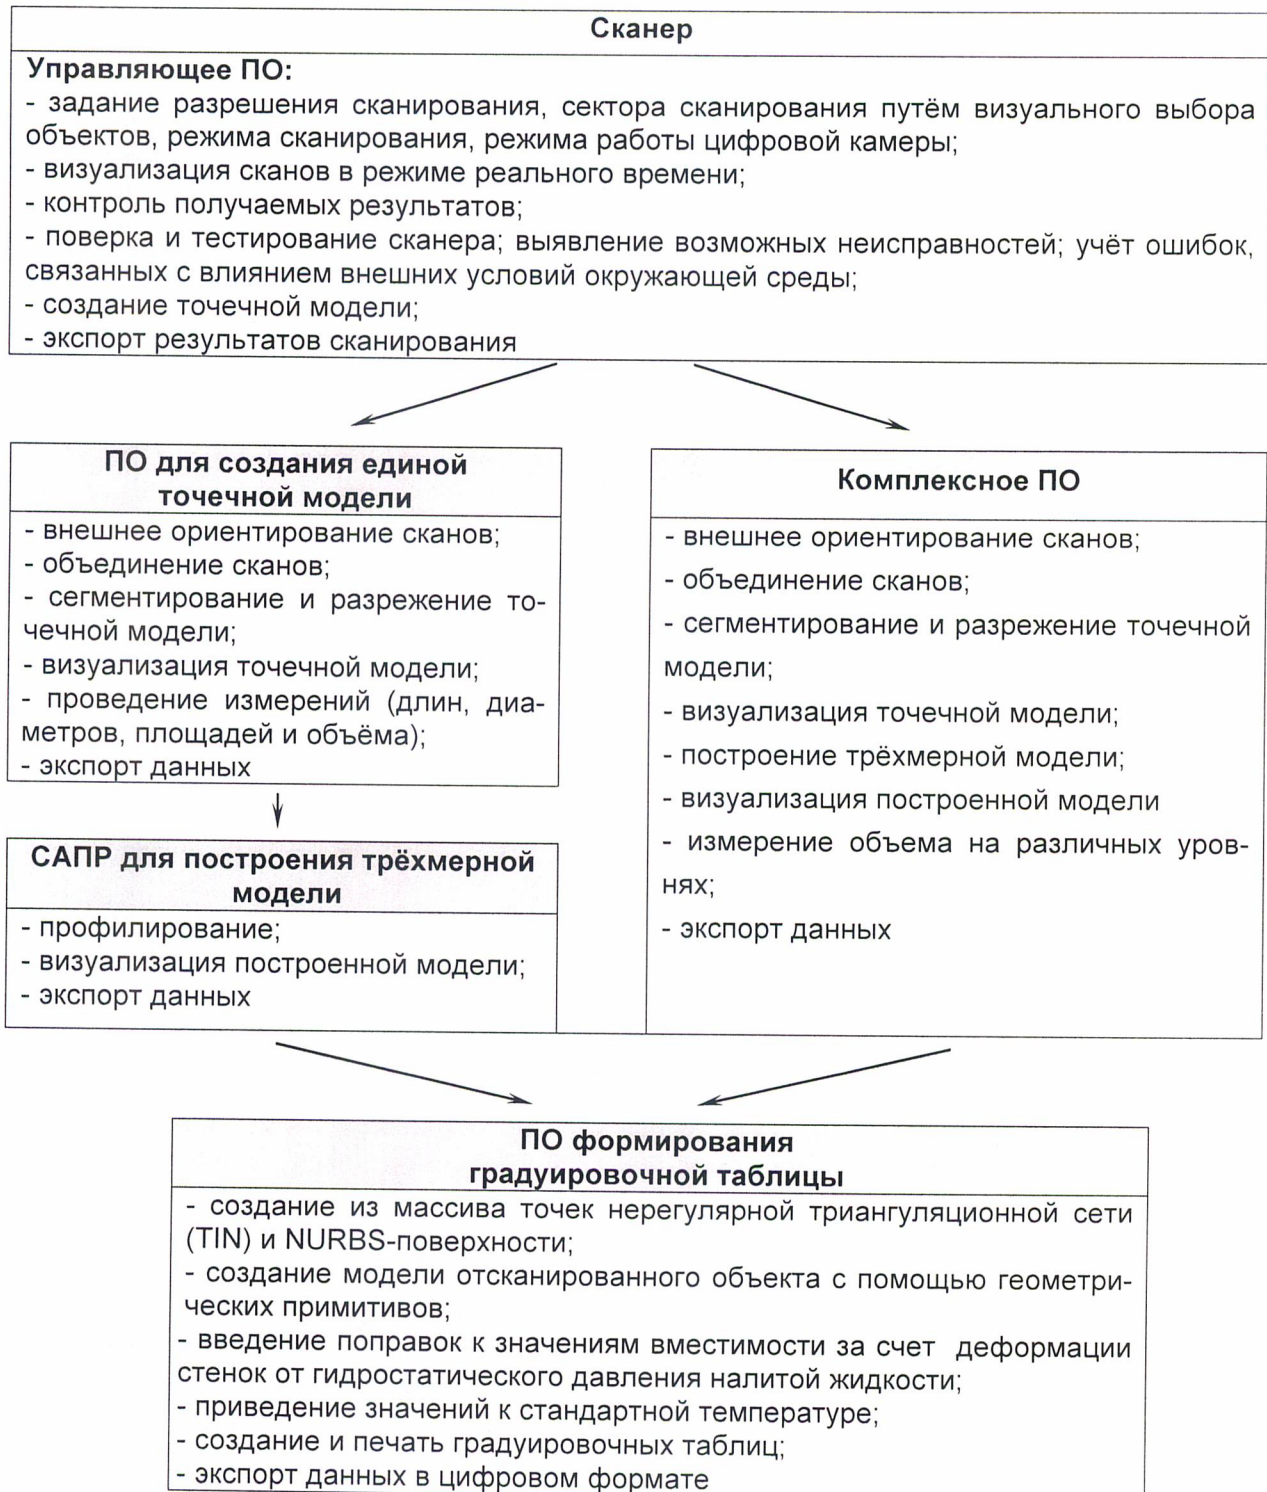 Сканер
Управляющее ПО:
- задание разрешения сканирования, сектора сканирования путём визуального выбора
объектов, режима сканирования, режима работы цифровой камеры;
- визуализация сканов в режиме реального времени;
- контроль получаемых результатов;
- поверка и тестирование сканера; выявление возможных неисправностей; учёт ошибок,
связанных с влиянием внешних условий окружающей среды;
- создание точечной модели;
- экспорт результатов сканирования
ПО для создания единой
точечной модели
- внешнее ориентирование сканов;
- объединение сканов;
- сегментирование и разрежение то-
чечной модели;
- визуализация точечной модели;
- проведение измерений (длин, диа-
метров, площадей и объёма);
- экспорт данных
САПР для построения трёхмерной
модели
- профилирование;
- визуализация построенной модели;
- экспорт данных
Комплексное ПО
- внешнее ориентирование сканов;
- объединение сканов;
- сегментирование и разрежение точечной
модели;
- визуализация точечной модели;
- построение трёхмерной модели;
- визуализация построенной модели
- измерение объема на различных уров-
нях;
- экспорт данных
ПО формирования
градуировочной таблицы
- создание из массива точек нерегулярной триангуляционной сети
(TIN) и NURBS-поверхности;
- создание модели отсканированного объекта с помощью геометри-
ческих примитивов;
- введение поправок к значениям вместимости за счет деформации
стенок от гидростатического давления налитой жидкости;
- приведение значений к стандартной температуре;
- создание и печать градуировочных таблиц;
- экспорт данных в цифровом формате